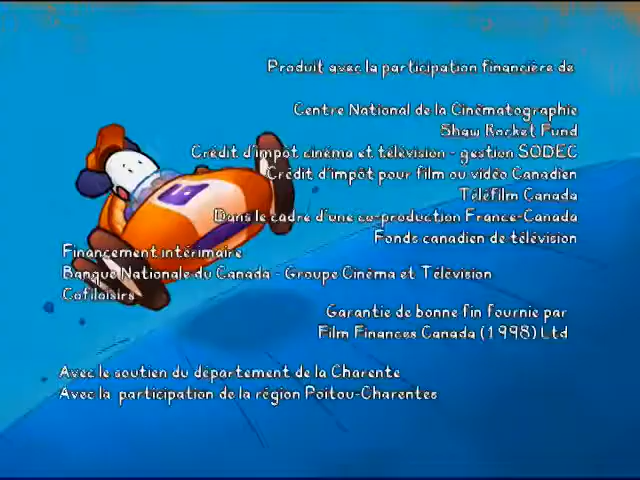 Produit avec la participation financière de
Centre National de la Cinématographie
Shaw Rocket Fund
Crédit d'impôt cinéma et télévision - gestion SODEC
Crédit d'impôt pour film ou vidéo Canadien
Téléfilm Canada
Dans le cadre d'une co-production France-Canada
Fonds canadien de télévision
Financement intérimaire
Banque Nationale du Canada - Groupe Cinéma et Télévision
Cofiloisirs
Garantie de bonne fin fournie par
Film Finances Canada (1998) Ltd
Avec le soutien du département de la Charente
Avec la participation de la région Poitou-Charentes